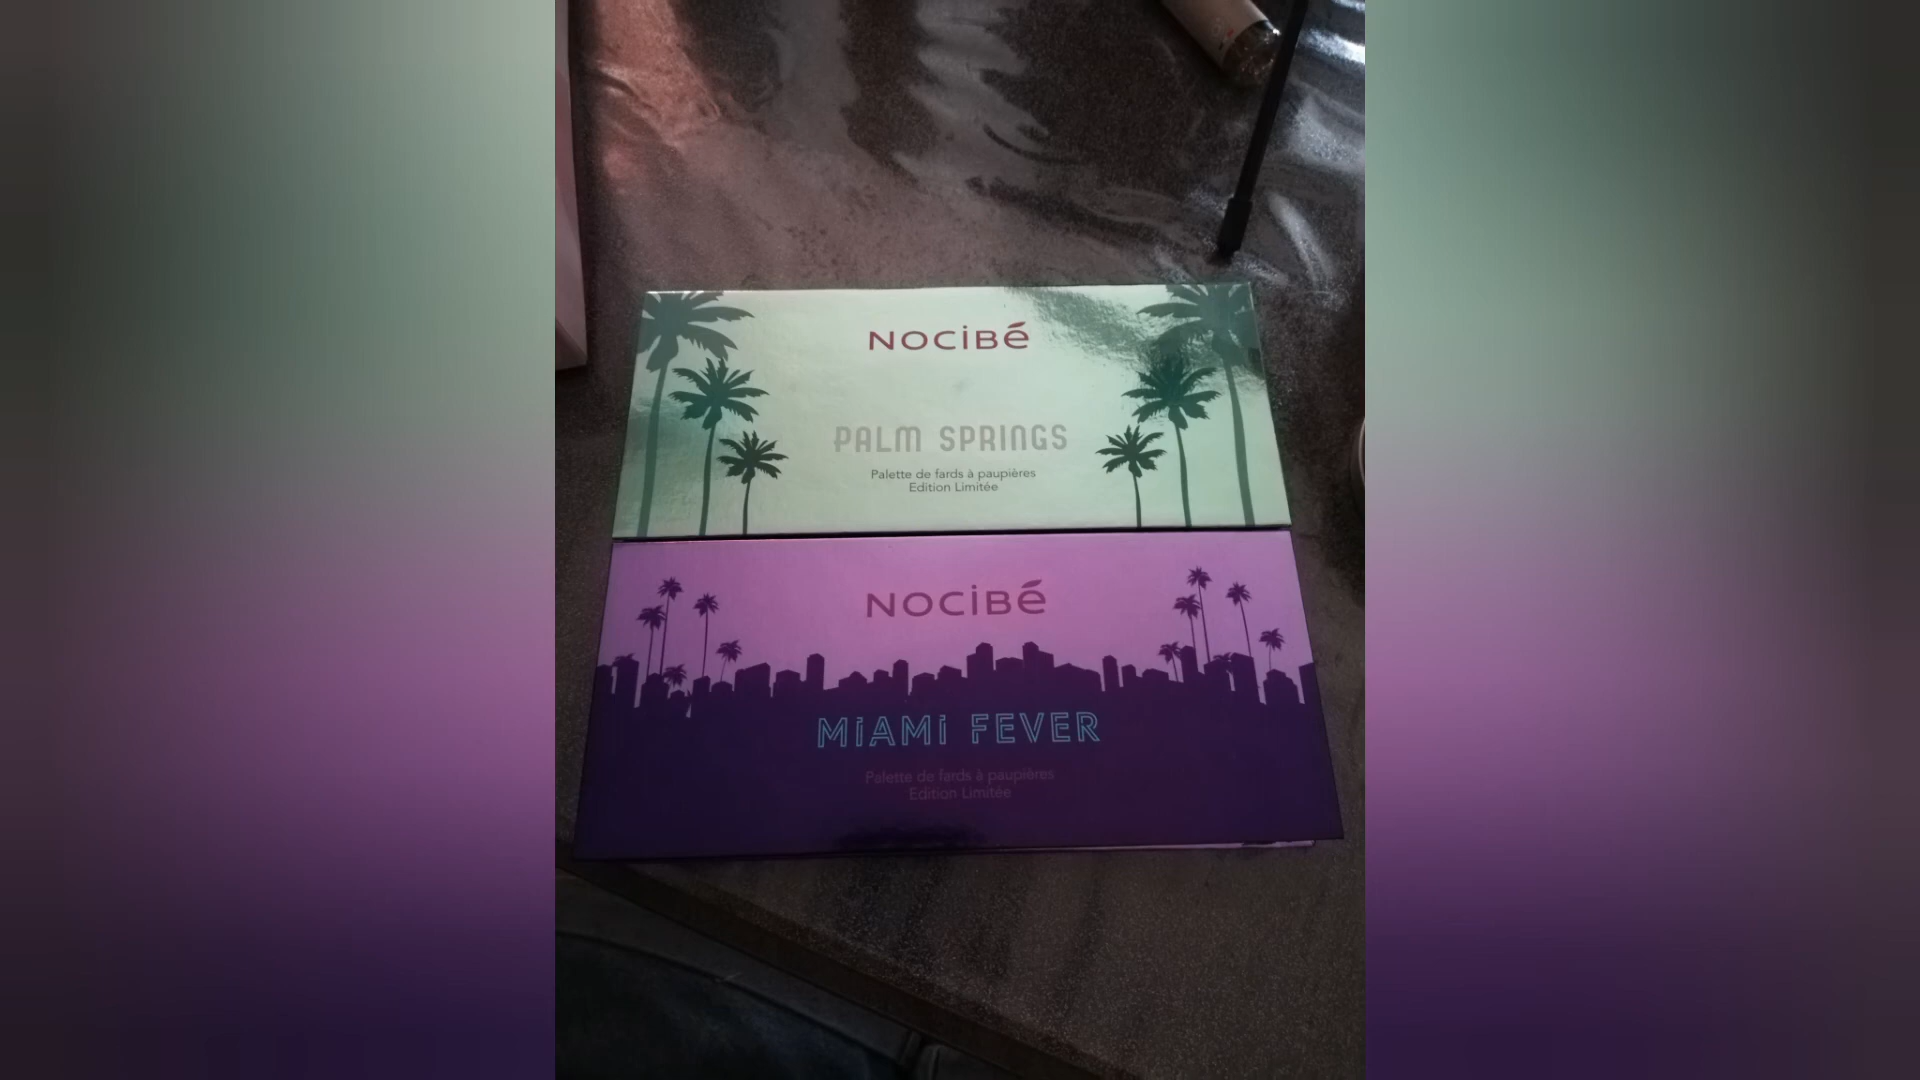 NOCiBé
PALM SPRINGS
Palette de fards à paupières
Edition Limitée
NOCiBé
MiAMi FEVER
Palette de fards à paupières
Edition Limitée